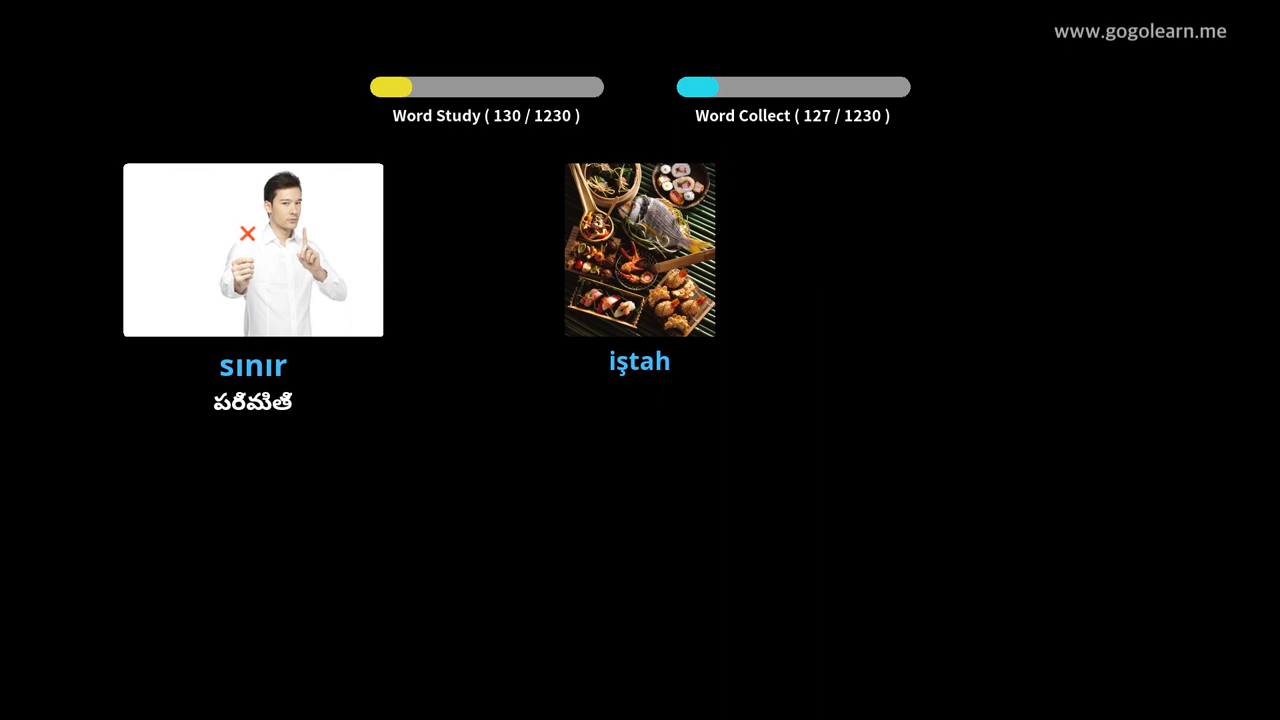 www.gogolearn.me
Word Study ( 130 / 1230 )
Word Collect ( 127 / 1230 )
sınır
పరిమితి
iştah